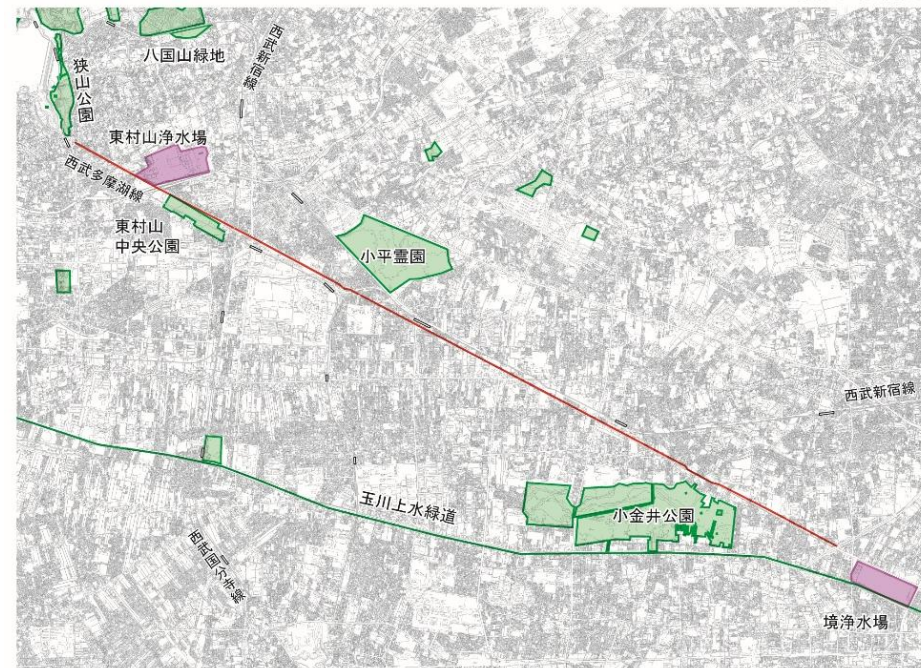 八国山緑地
西武新宿線
狭山公園
東村山浄水場
西武多摩湖線
東村山
中央公園
小平霊園
西武新宿線
玉川上水緑道
小金井公園
西武国分寺線
境浄水場